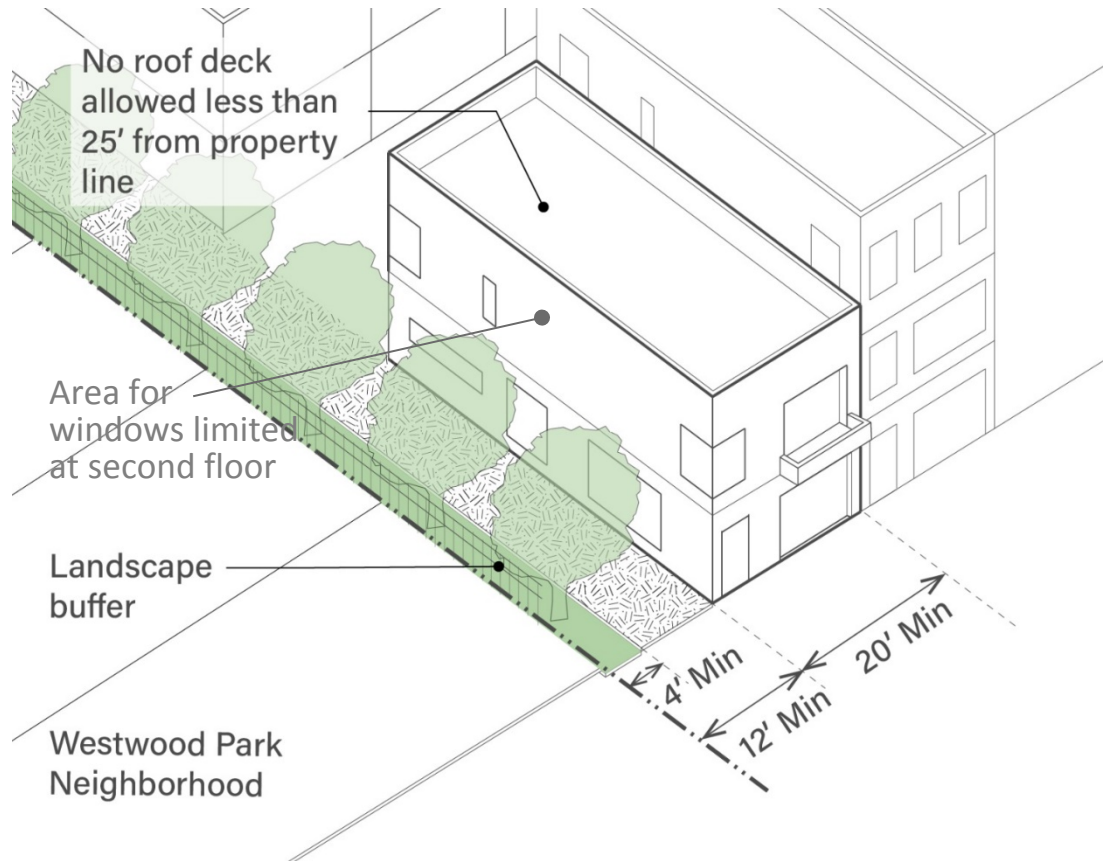 No roof deck
allowed less than
25′ from property
line
Area for
windows limited
at second floor
Landscape
buffer
Westwood Park
Neighborhood
4′ Min
12′ Min
20′ Min